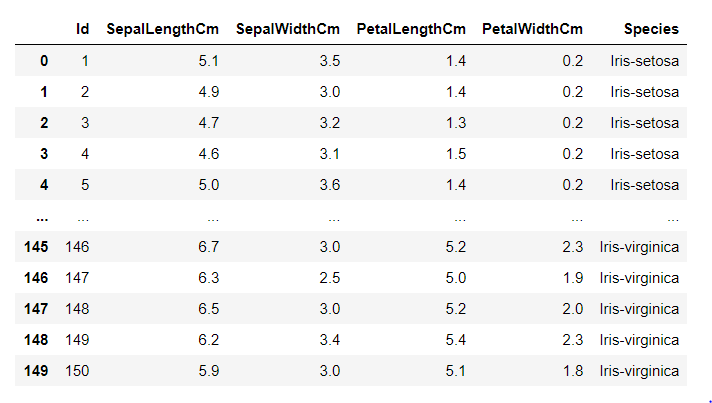 Id SepalLengthCm SepalWidthCm PetalLengthCm PetalWidthCm Species
0 1 5.1 3.5 1.4 0.2 Iris-setosa
1 2 4.9 3.0 1.4 0.2 Iris-setosa
2 3 4.7 3.2 1.3 0.2 Iris-setosa
3 4 4.6 3.1 1.5 0.2 Iris-setosa
4 5 5.0 3.6 1.4 0.2 Iris-setosa
... ... ... ... ... ... ...
145 146 6.7 3.0 5.2 2.3 Iris-virginica
146 147 6.3 2.5 5.0 1.9 Iris-virginica
147 148 6.5 3.0 5.2 2.0 Iris-virginica
148 149 6.2 3.4 5.4 2.3 Iris-virginica
149 150 5.9 3.0 5.1 1.8 Iris-virginica